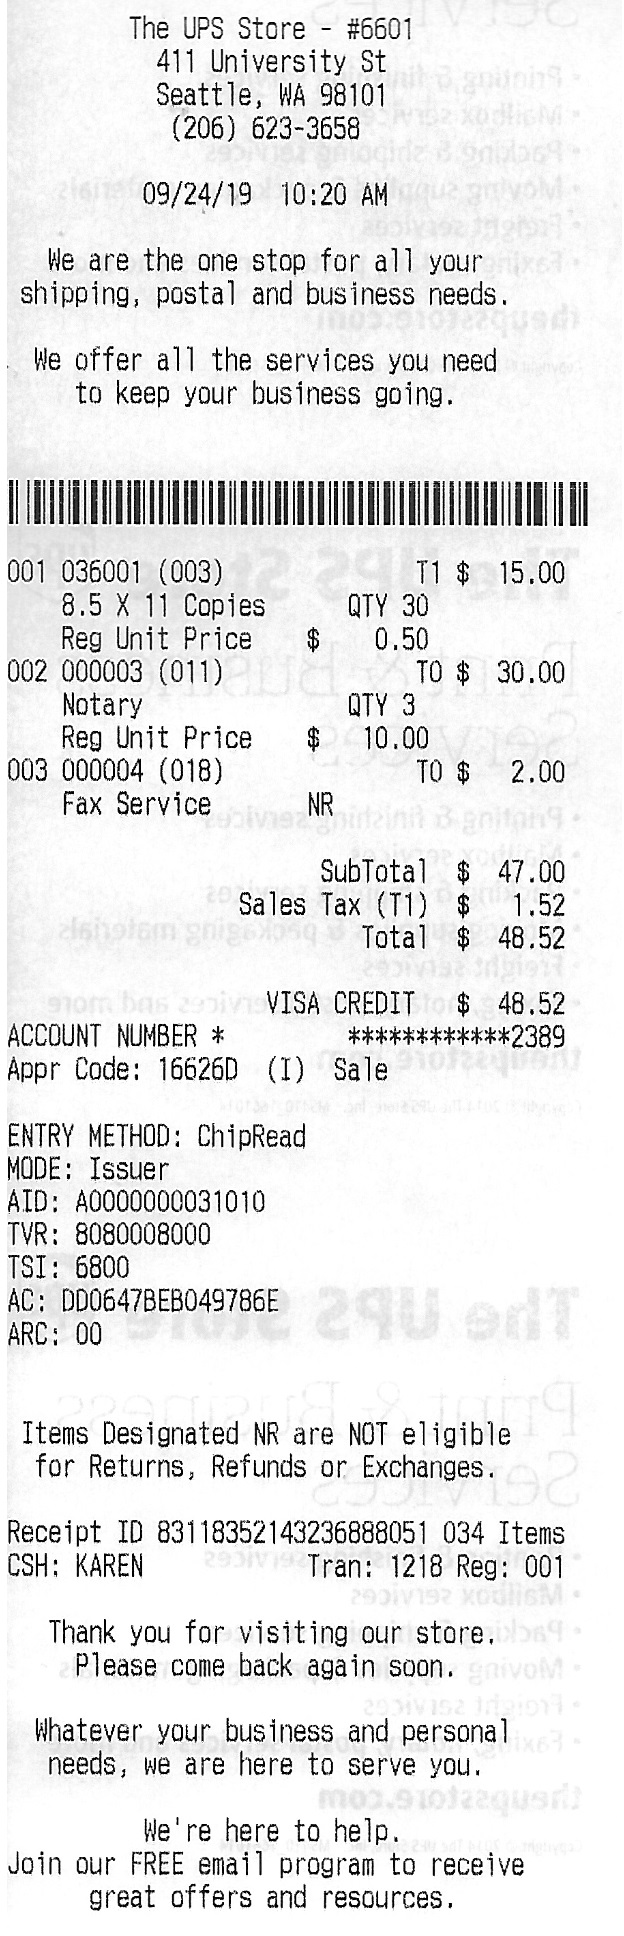 The UPS Store - #6601
411 University St
Seattle, WA 98101
(206) 623-3658
09/24/19 10:20 AM
We are the one stop for all your
shipping, postal and business needs.
We offer all the services you need
to keep your business going.
001 036001 (003) T1 $ 15.00
8.5 X 11 Copies QTY 30
Reg Unit Price $ 0.50
002 000003 (011) T0 $ 30.00
Notary QTY 3
Reg Unit Price $ 10.00
003 000004 (018) T0 $ 2.00
Fax Service NR
SubTotal $ 47.00
Sales Tax (T1) $ 1.52
Total $ 48.52
VISA CREDIT $ 48.52
ACCOUNT NUMBER * ************2389
Appr Code: 16626D (I) Sale
ENTRY METHOD: ChipRead
MODE: Issuer
AID: A0000000031010
TVR: 8080008000
TSI: 6800
AC: DD0647BEB049786E
ARC: 00
Items Designated NR are NOT eligible
for Returns, Refunds or Exchanges.
Receipt ID 83118352143236888051 034 Items
CSH: KAREN Tran: 1218 Reg: 001
Thank you for visiting our store.
Please come back again soon.
Whatever your business and personal
needs, we are here to serve you.
We're here to help.
Join our FREE email program to receive
great offers and resources.